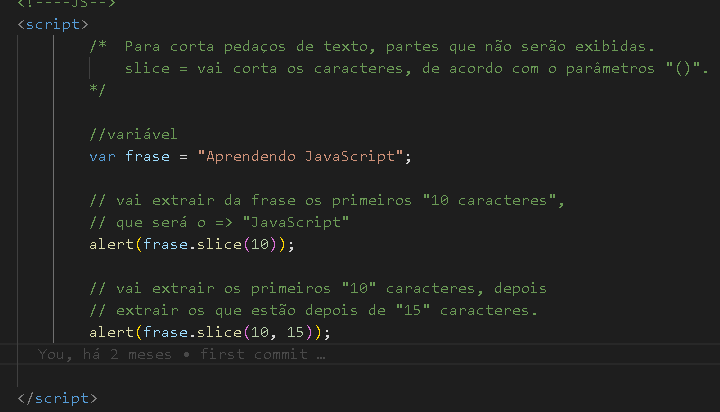 <!----JS-->
<script>
/*  Para corta pedaços de texto, partes que não serão exibidas.
slice = vai corta os caracteres, de acordo com o parâmetros "()".
*/
//variável
var frase = "Aprendendo JavaScript";
// vai extrair da frase os primeiros "10 caracteres",
// que será o => "JavaScript"
alert(frase.slice(10));
// vai extrair os primeiros "10" caracteres, depois
// extrair os que estão depois de "15" caracteres.
alert(frase.slice(10, 15));
You, há 2 meses • first commit …
</script>